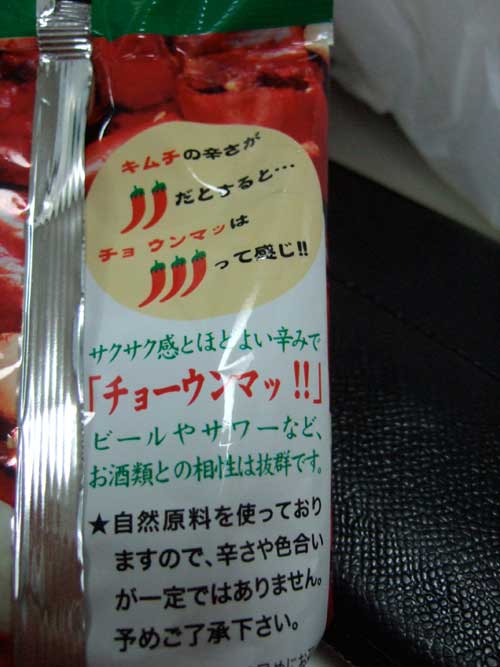 キムチの辛さが
だとすると…
チョウンマッは
って感じ!!
サクサク感とほどよい辛みで
「チョーウンマッ!!」
ビールやサワーなど、
お酒類との相性は抜群です。
★自然原料を使っており
ますので、辛さや色合い
が一定ではありません。
予めご了承下さい。